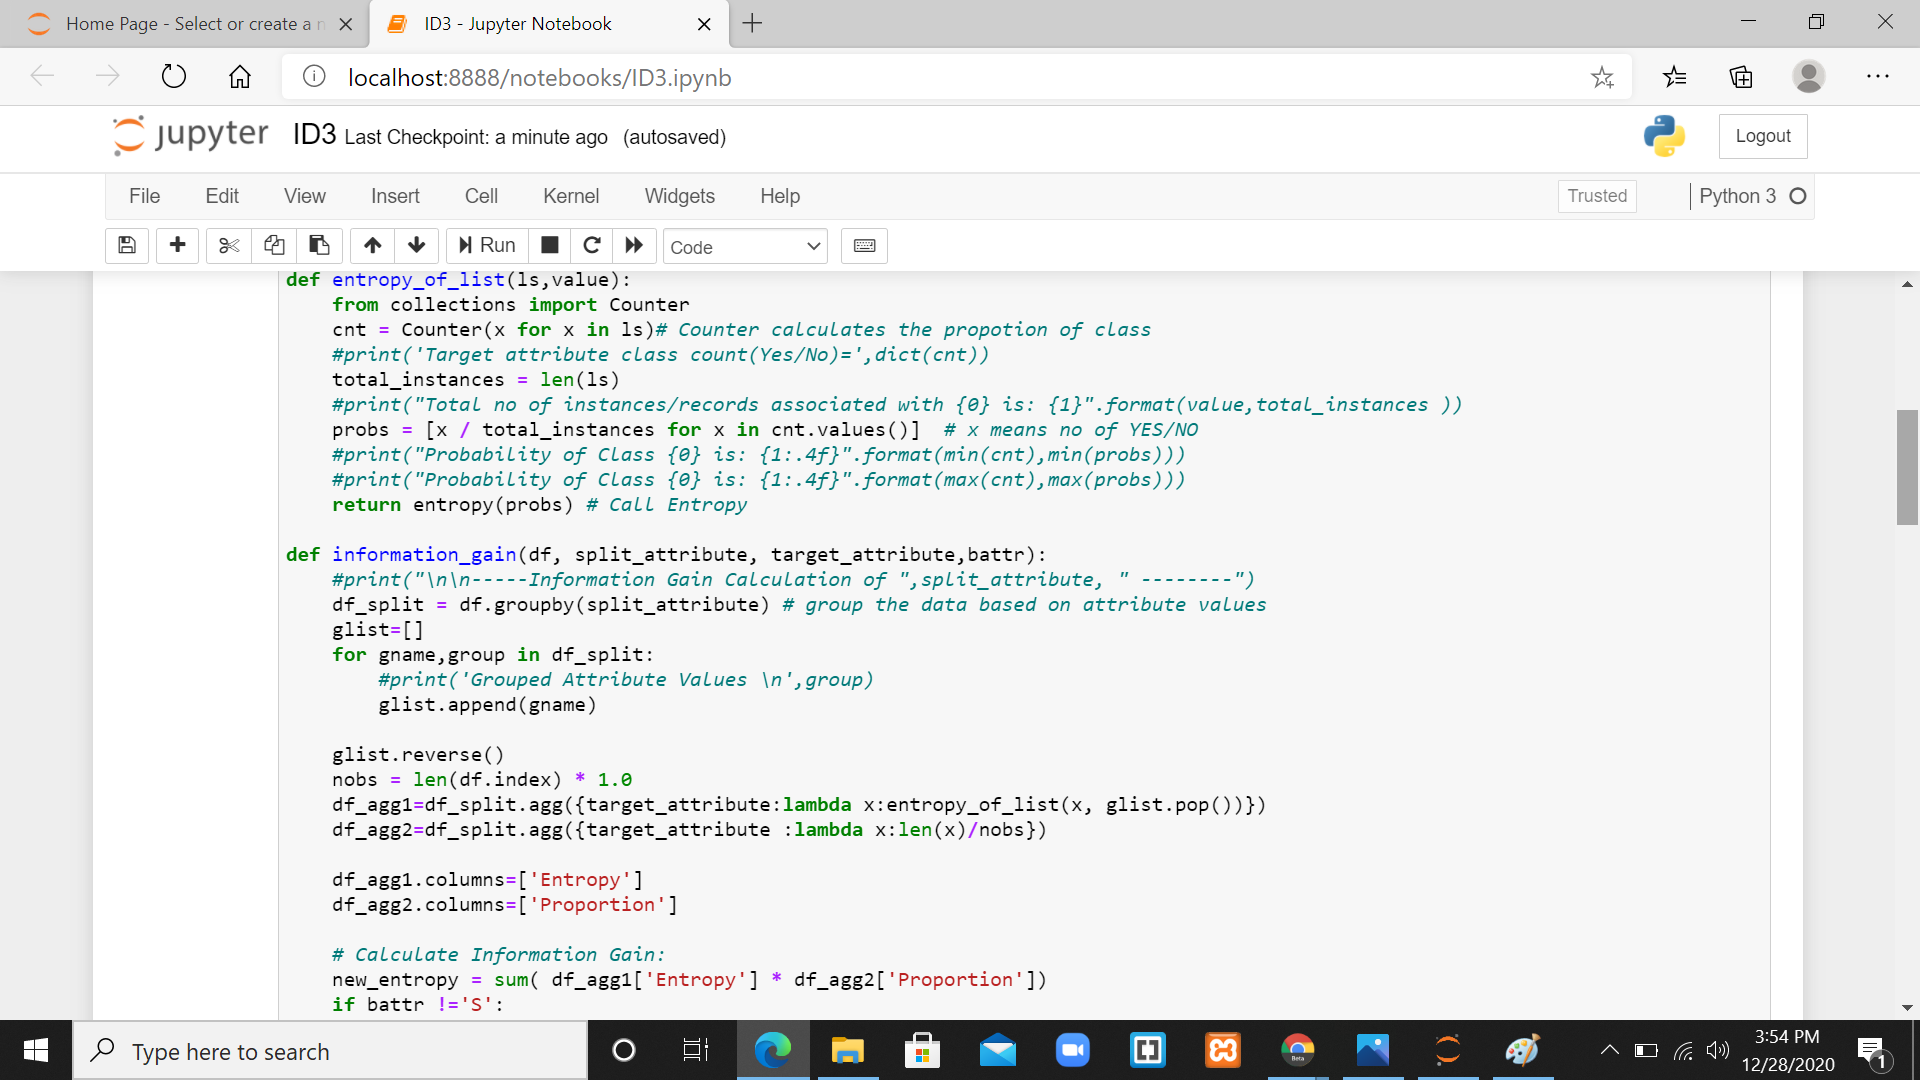 Home Page - Select or create a n
ID3 - Jupyter Notebook
localhost:8888/notebooks/ID3.ipynb
jupyter ID3 Last Checkpoint: a minute ago (autosaved)
Logout
File Edit View Insert Cell Kernel Widgets Help
Trusted
Python 3
Run
Code
def entropy_of_list(ls,value):
    from collections import Counter
    cnt = Counter(x for x in ls)# Counter calculates the propotion of class
    #print('Target attribute class count(Yes/No)=',dict(cnt))
    total_instances = len(ls)
    #print("Total no of instances/records associated with {0} is: {1}".format(value,total_instances ))
    probs = [x / total_instances for x in cnt.values()]  # x means no of YES/NO
    #print("Probability of Class {0} is: {1:.4f}".format(min(cnt),min(probs)))
    #print("Probability of Class {0} is: {1:.4f}".format(max(cnt),max(probs)))
    return entropy(probs) # Call Entropy
def information_gain(df, split_attribute, target_attribute,battr):
    #print("\n\n-----Information Gain Calculation of ",split_attribute, " --------")
    df_split = df.groupby(split_attribute) # group the data based on attribute values
    glist=[]
    for gname,group in df_split:
        #print('Grouped Attribute Values \n',group)
        glist.append(gname)
    glist.reverse()
    nobs = len(df.index) * 1.0
    df_agg1=df_split.agg({target_attribute:lambda x:entropy_of_list(x, glist.pop())})
    df_agg2=df_split.agg({target_attribute :lambda x:len(x)/nobs})
    df_agg1.columns=['Entropy']
    df_agg2.columns=['Proportion']
    # Calculate Information Gain:
    new_entropy = sum( df_agg1['Entropy'] * df_agg2['Proportion'])
    if battr !='S':
Type here to search
Beta
3:54 PM
12/28/2020
1